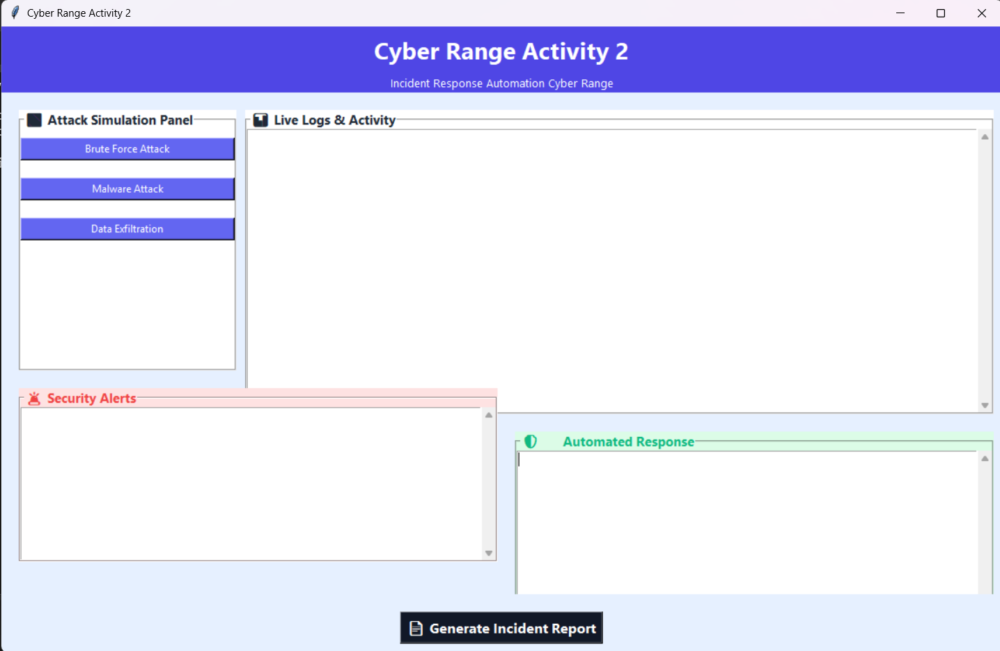 Cyber Range Activity 2
Cyber Range Activity 2
Incident Response Automation Cyber Range
Attack Simulation Panel
Brute Force Attack
Malware Attack
Data Exfiltration
Live Logs & Activity
Security Alerts
Automated Response
Generate Incident Report